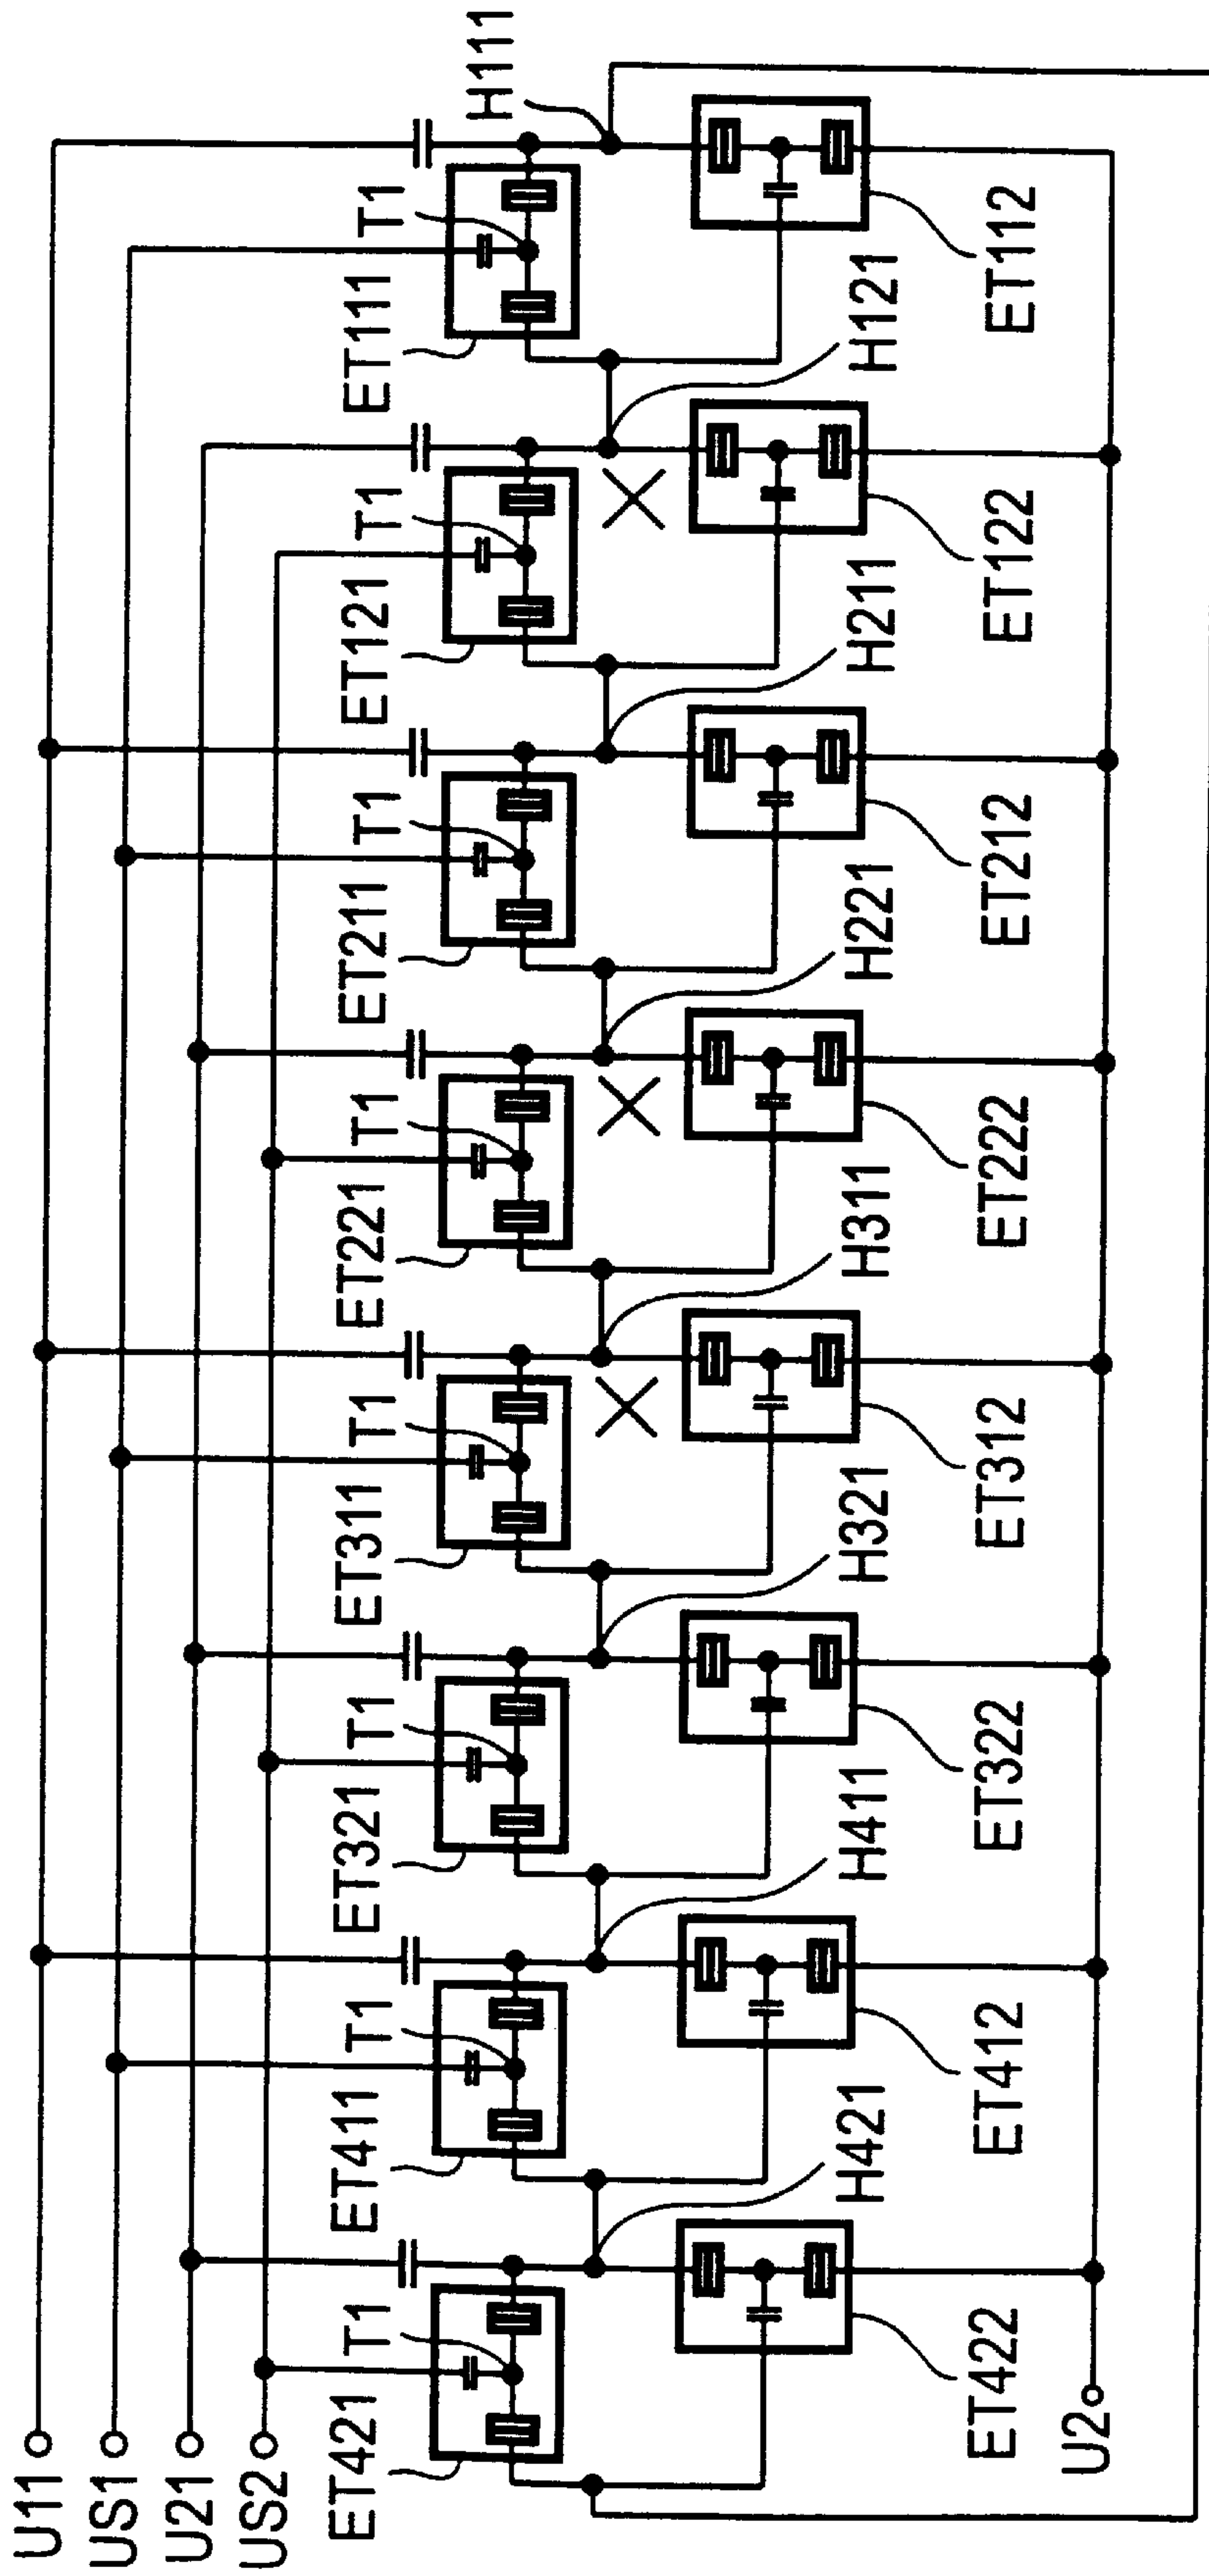 U11
US1
U21
US2
ET421
T1
ET411
T1
ET321
T1
ET311
T1
ET221
T1
ET211
T1
ET121
T1
ET111
T1
H111
H421
H411
H321
H311
H221
H211
H121
ET422
ET412
ET322
ET312
ET222
ET212
ET122
ET112
U2